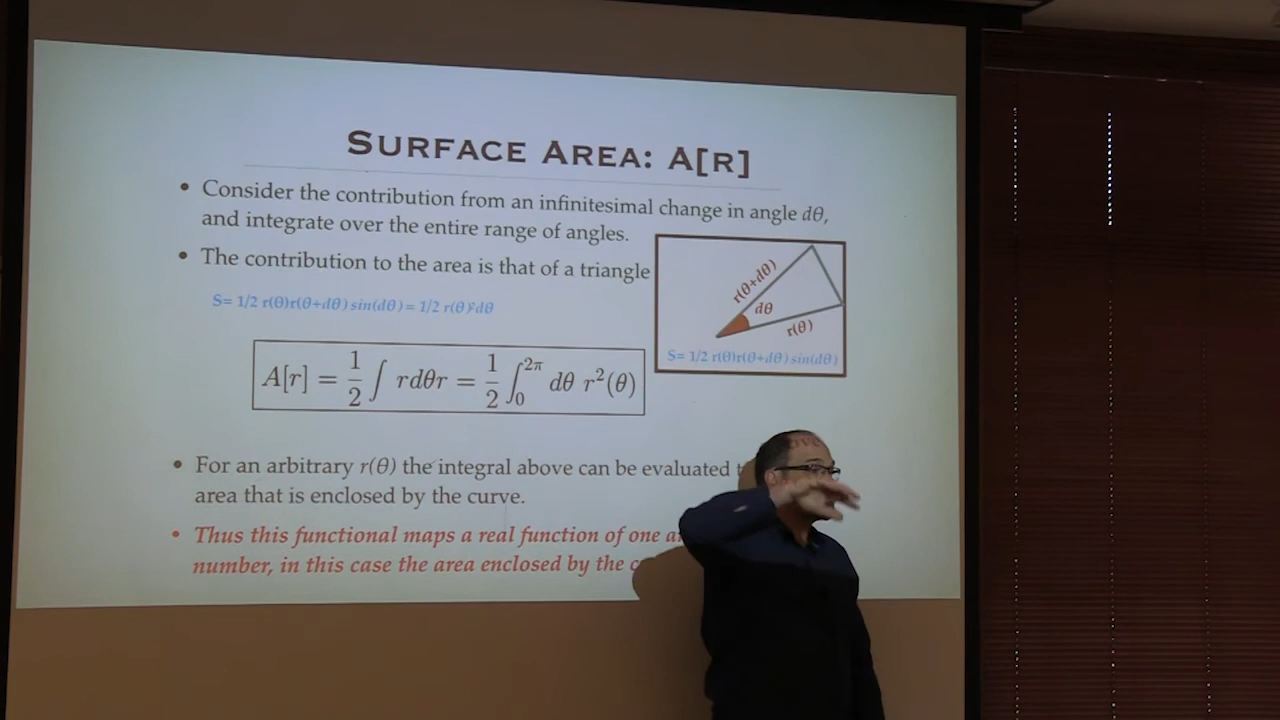 SURFACE AREA: A[R]
• Consider the contribution from an infinitesimal change in angle dθ,
and integrate over the entire range of angles.
• The contribution to the area is that of a triangle
S= 1/2 r(θ)r(θ+dθ) sin(dθ) = 1/2 r(θ)²dθ
r(θ+dθ)
dθ
r(θ)
S= 1/2 r(θ)r(θ+dθ) sin(dθ)
A[r] = 1/2 ∫ rdθr = 1/2 ∫₀^2π dθ r²(θ)
• For an arbitrary r(θ) the integral above can be evaluated
area that is enclosed by the curve.
• Thus this functional maps a real function of one
number, in this case the area enclosed by the